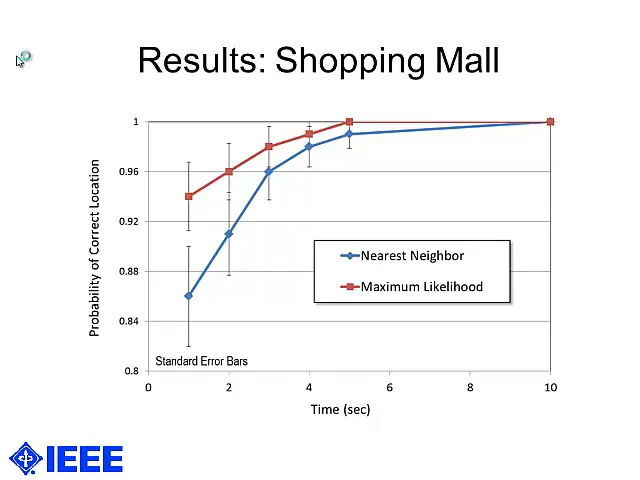 Results: Shopping Mall
Probability of Correct Location
1
0.96
0.92
0.88
0.84
0.8
Nearest Neighbor
Maximum Likelihood
Standard Error Bars
0 2 4 6 8 10
Time (sec)
IEEE